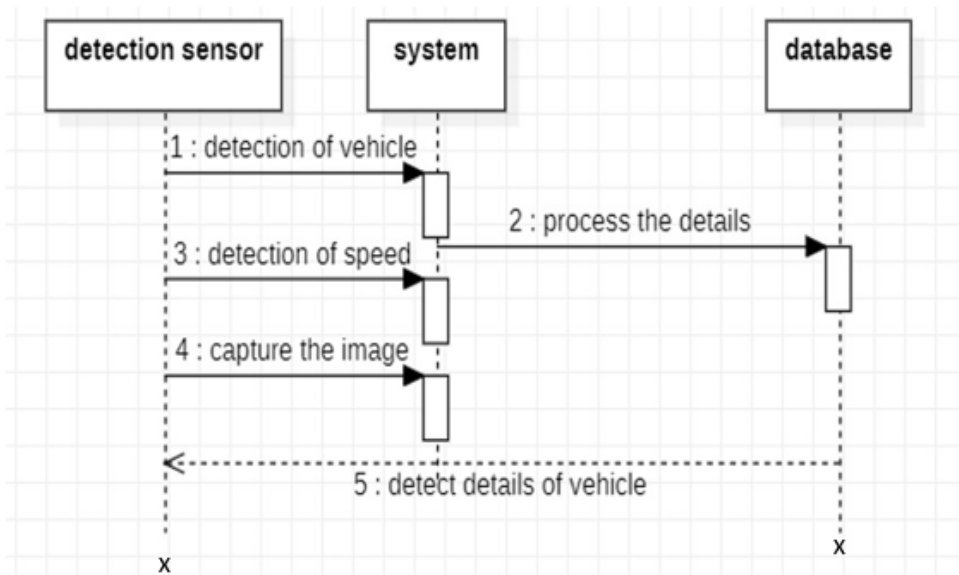 detection sensor
system
database
1 : detection of vehicle
2 : process the details
3 : detection of speed
4 : capture the image
5 : detect details of vehicle
x
x